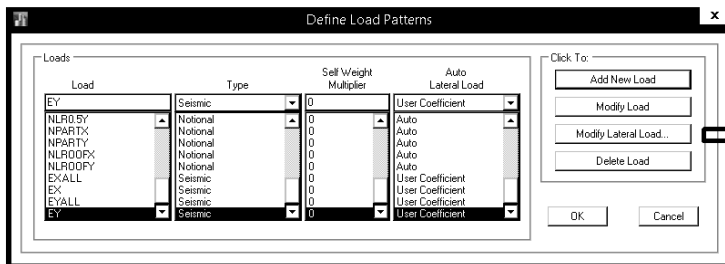 Define Load Patterns
x
Loads
Click To:
Load Type Self Weight Multiplier Auto Lateral Load
EY Seismic 0 User Coefficient
NLR0.5Y Notional 0 Auto
NPARTX Notional 0 Auto
NPARTY Notional 0 Auto
NLROOFX Notional 0 Auto
NLROOFY Notional 0 Auto
EXALL Seismic 0 User Coefficient
EX Seismic 0 User Coefficient
EYALL Seismic 0 User Coefficient
EY Seismic 0 User Coefficient
Add New Load
Modify Load
Modify Lateral Load...
Delete Load
OK Cancel